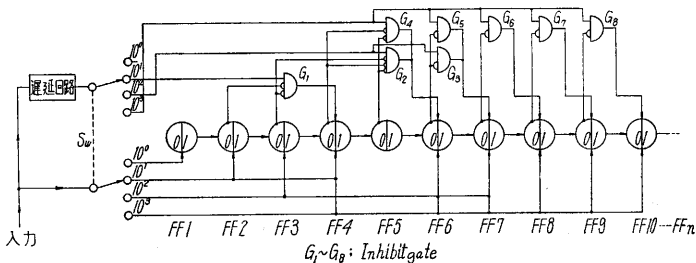 G₄ G₅ G₆ G₇ G₈
10⁰
10¹
10²
10³
遅延回路
G₁ G₂ G₃
Sw
0 1 0 1 0 1 0 1 0 1 0 1 0 1 0 1 0 1 0 1
10⁰
10¹
10²
10³
入力
FF1 FF2 FF3 FF4 FF5 FF6 FF7 FF8 FF9 FF10---FFn
G₁~G₈; Inhibitgate